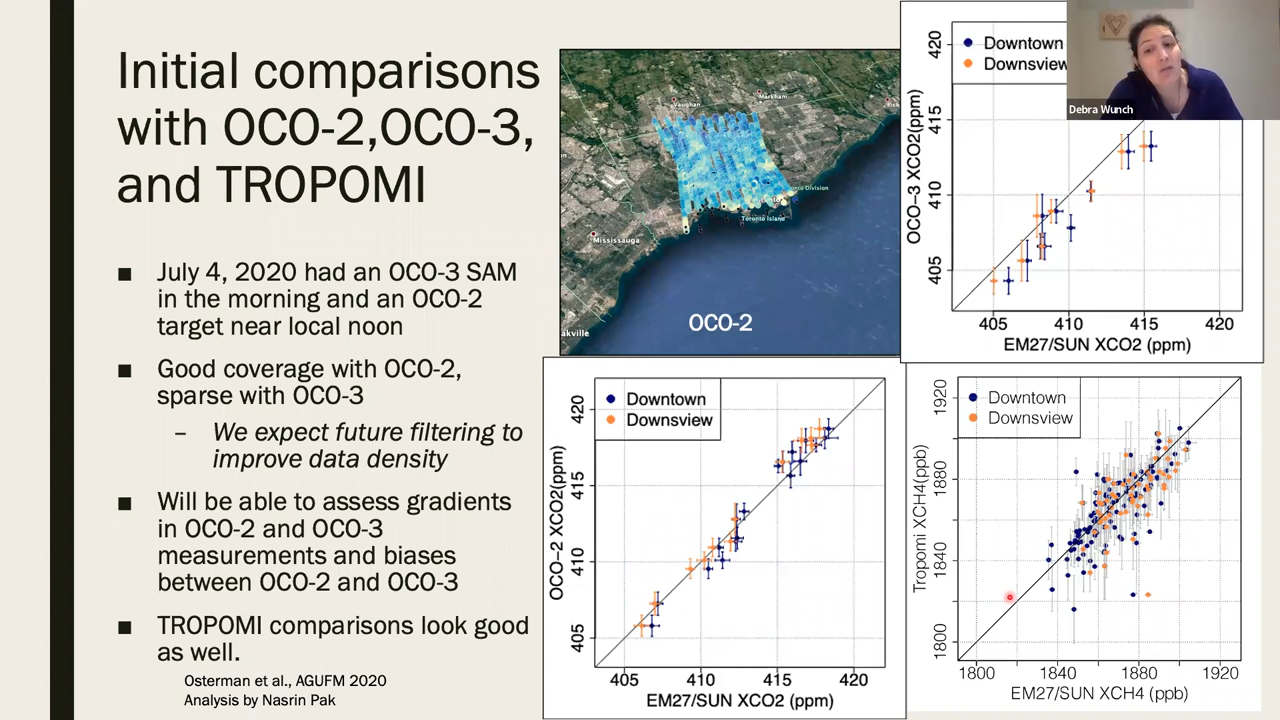 Initial comparisons
with OCO-2,OCO-3,
and TROPOMI
■ July 4, 2020 had an OCO-3 SAM
in the morning and an OCO-2
target near local noon
■ Good coverage with OCO-2,
sparse with OCO-3
– We expect future filtering to
improve data density
■ Will be able to assess gradients
in OCO-2 and OCO-3
measurements and biases
between OCO-2 and OCO-3
■ TROPOMI comparisons look good
as well.
Osterman et al., AGUFM 2020
Analysis by Nasrin Pak
Vaughan
Markham
Toronto Island
Mississauga
akville
OCO-2
Downtown
Downsview
420
415
410
405
OCO-3 XCO2(ppm)
405 410 415 420
EM27/SUN XCO2 (ppm)
Debra Wunch
Downtown
Downsview
420
415
410
405
OCO-2 XCO2(ppm)
405 410 415 420
EM27/SUN XCO2 (ppm)
Downtown
Downsview
1920
1880
1840
1800
Tropomi XCH4(ppb)
1800 1840 1880 1920
EM27/SUN XCH4 (ppb)